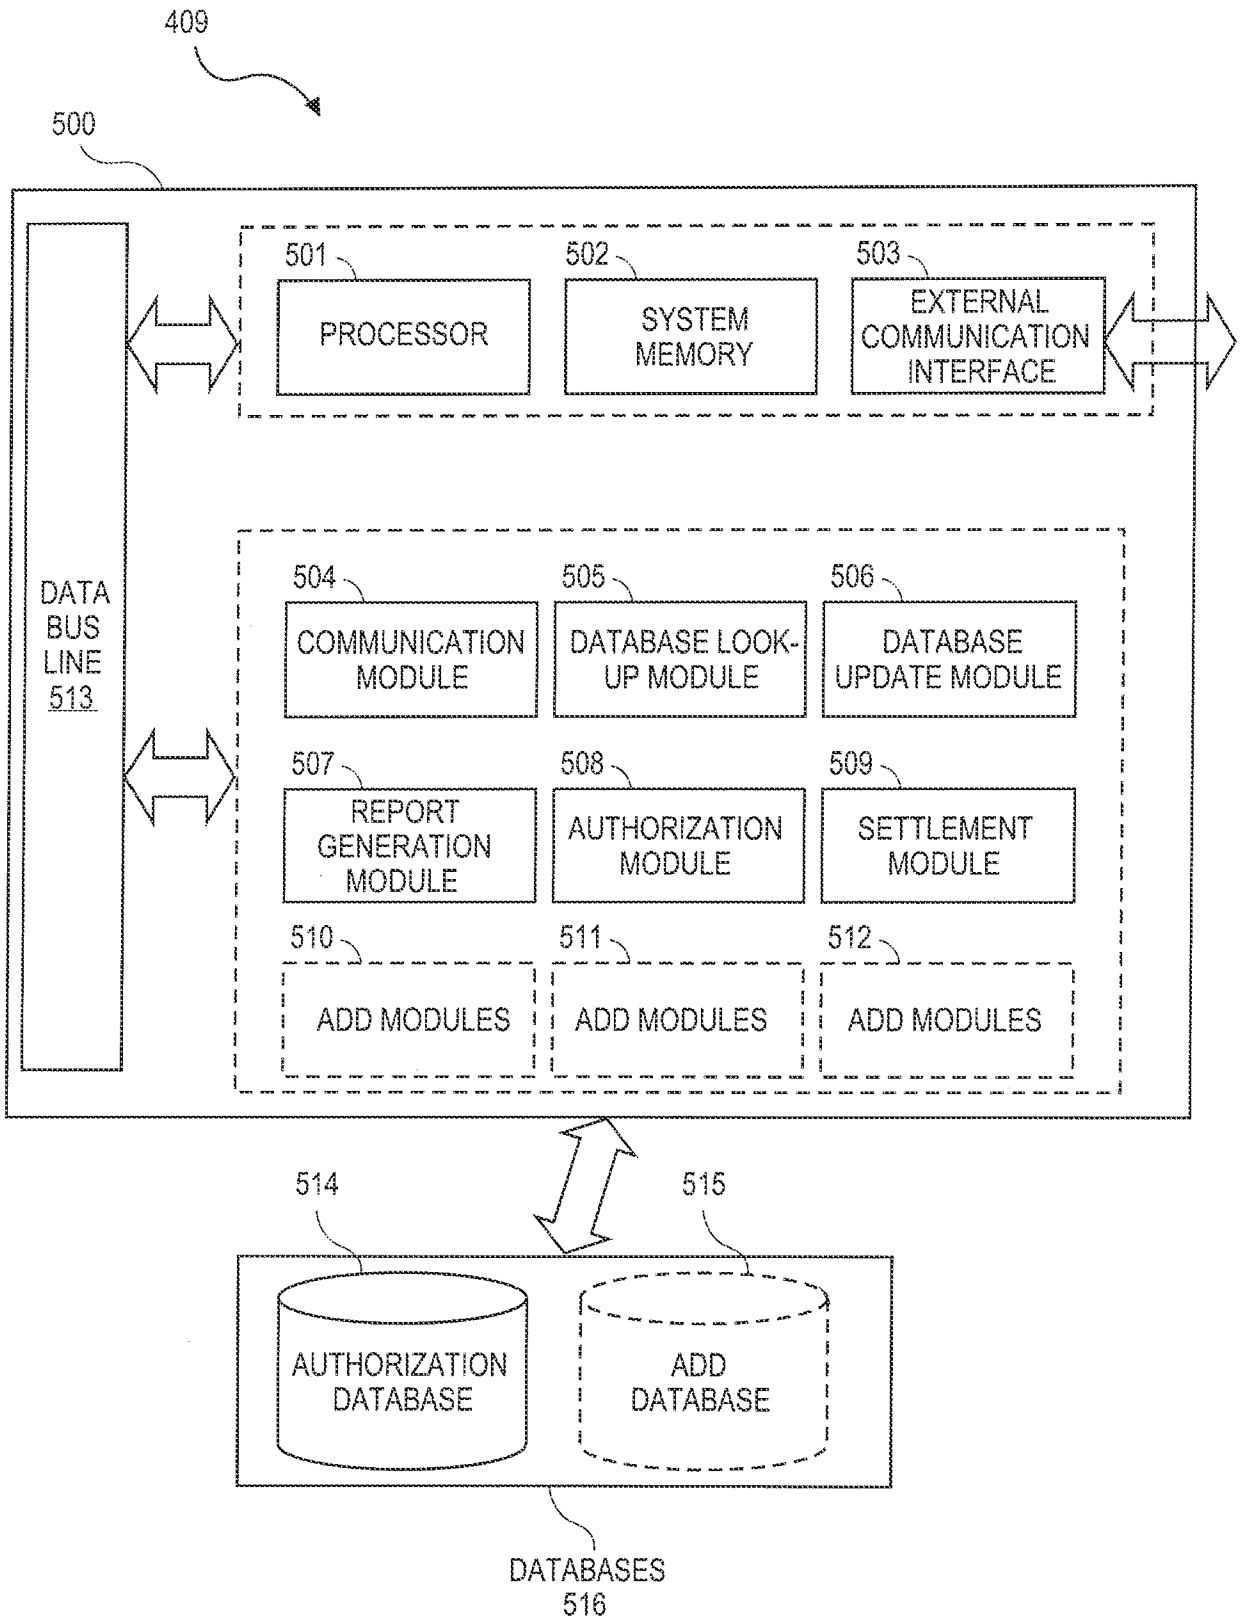 409
500
501
PROCESSOR
502
SYSTEM
MEMORY
503
EXTERNAL
COMMUNICATION
INTERFACE
DATA
BUS
LINE
513
504
COMMUNICATION
MODULE
505
DATABASE LOOK-
UP MODULE
506
DATABASE
UPDATE MODULE
507
REPORT
GENERATION
MODULE
508
AUTHORIZATION
MODULE
509
SETTLEMENT
MODULE
510
ADD MODULES
511
ADD MODULES
512
ADD MODULES
514
AUTHORIZATION
DATABASE
515
ADD
DATABASE
DATABASES
516